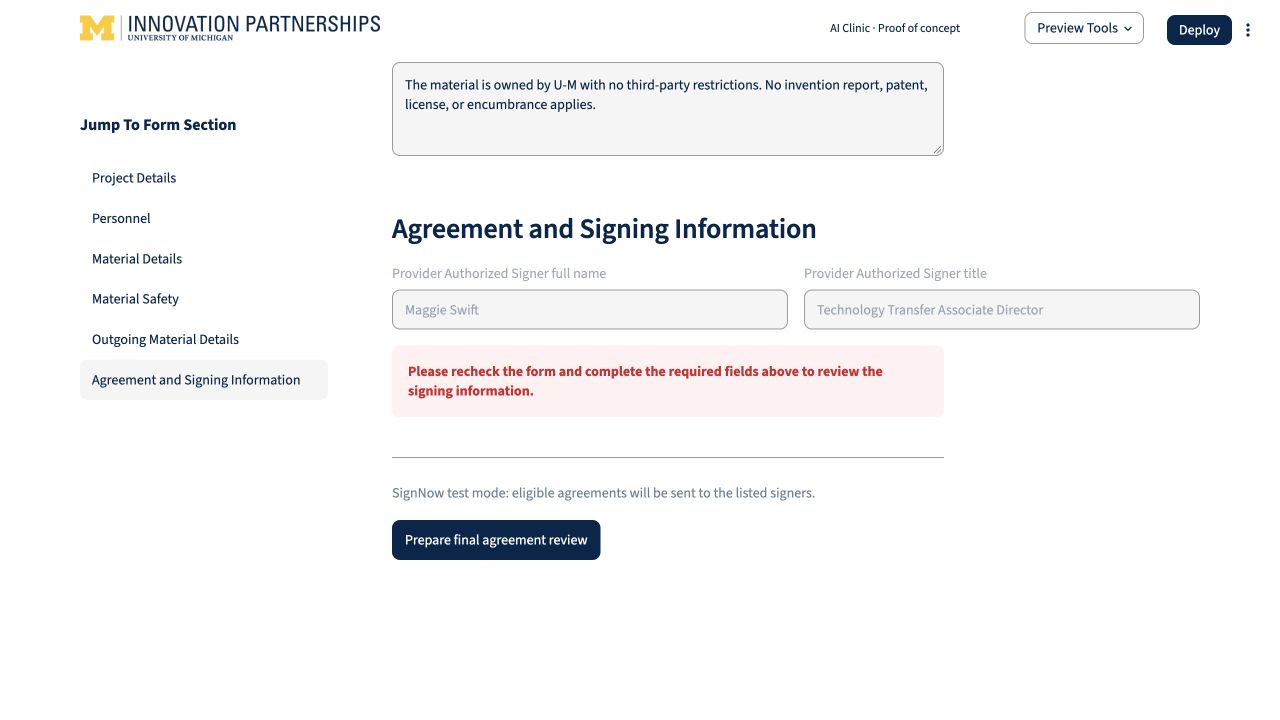 M INNOVATION PARTNERSHIPS
UNIVERSITY OF MICHIGAN
AI Clinic · Proof of concept
Preview Tools
Deploy
The material is owned by U-M with no third-party restrictions. No invention report, patent,
license, or encumbrance applies.
Jump To Form Section
Project Details
Personnel
Material Details
Material Safety
Outgoing Material Details
Agreement and Signing Information
Agreement and Signing Information
Provider Authorized Signer full name
Provider Authorized Signer title
Maggie Swift
Technology Transfer Associate Director
Please recheck the form and complete the required fields above to review the
signing information.
SignNow test mode: eligible agreements will be sent to the listed signers.
Prepare final agreement review